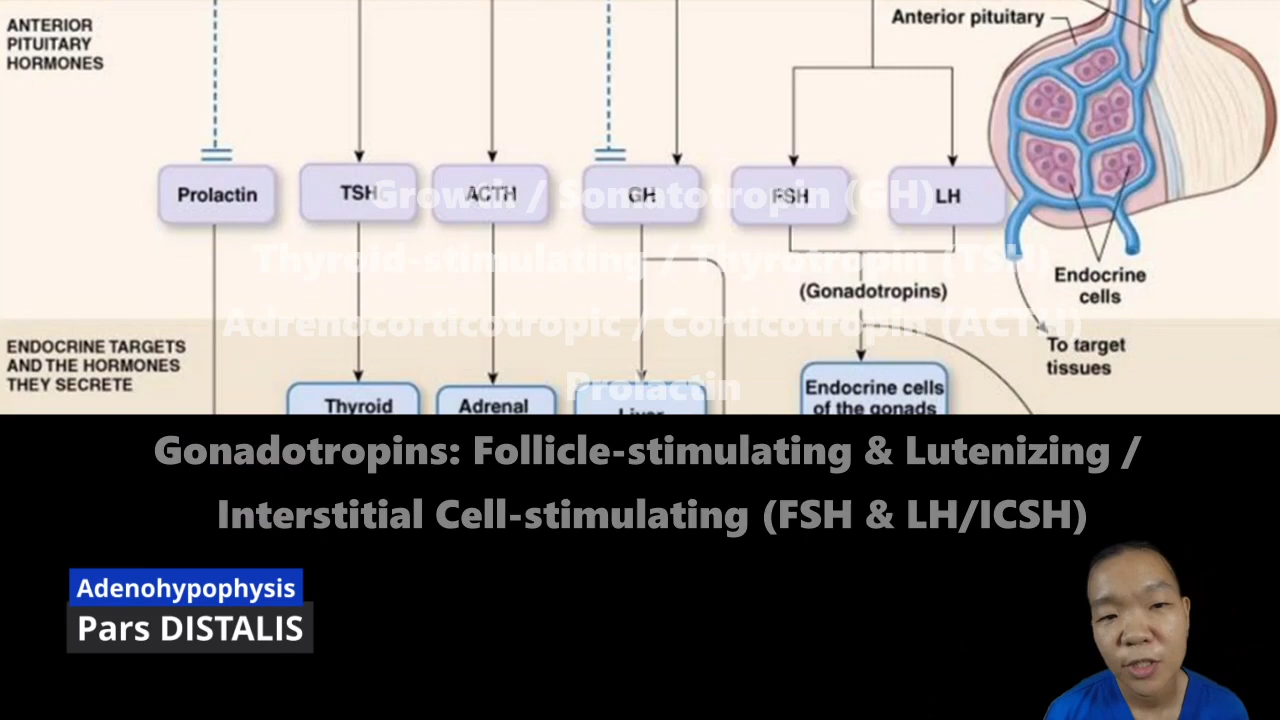 ANTERIOR
PITUITARY
HORMONES
Anterior pituitary
Prolactin
TSH
ACTH
GH
FSH
LH
Growth / Somatotropin (GH)
Thyroid-stimulating / Thyrotropin (TSH)
Adrenocorticotropic / Corticotropin (ACTH)
Prolactin
(Gonadotropins)
Endocrine
cells
To target
tissues
ENDOCRINE TARGETS
AND THE HORMONES
THEY SECRETE
Thyroid
Adrenal
Liver
Endocrine cells
of the gonads
Gonadotropins: Follicle-stimulating & Lutenizing /
Interstitial Cell-stimulating (FSH & LH/ICSH)
Adenohypophysis
Pars DISTALIS